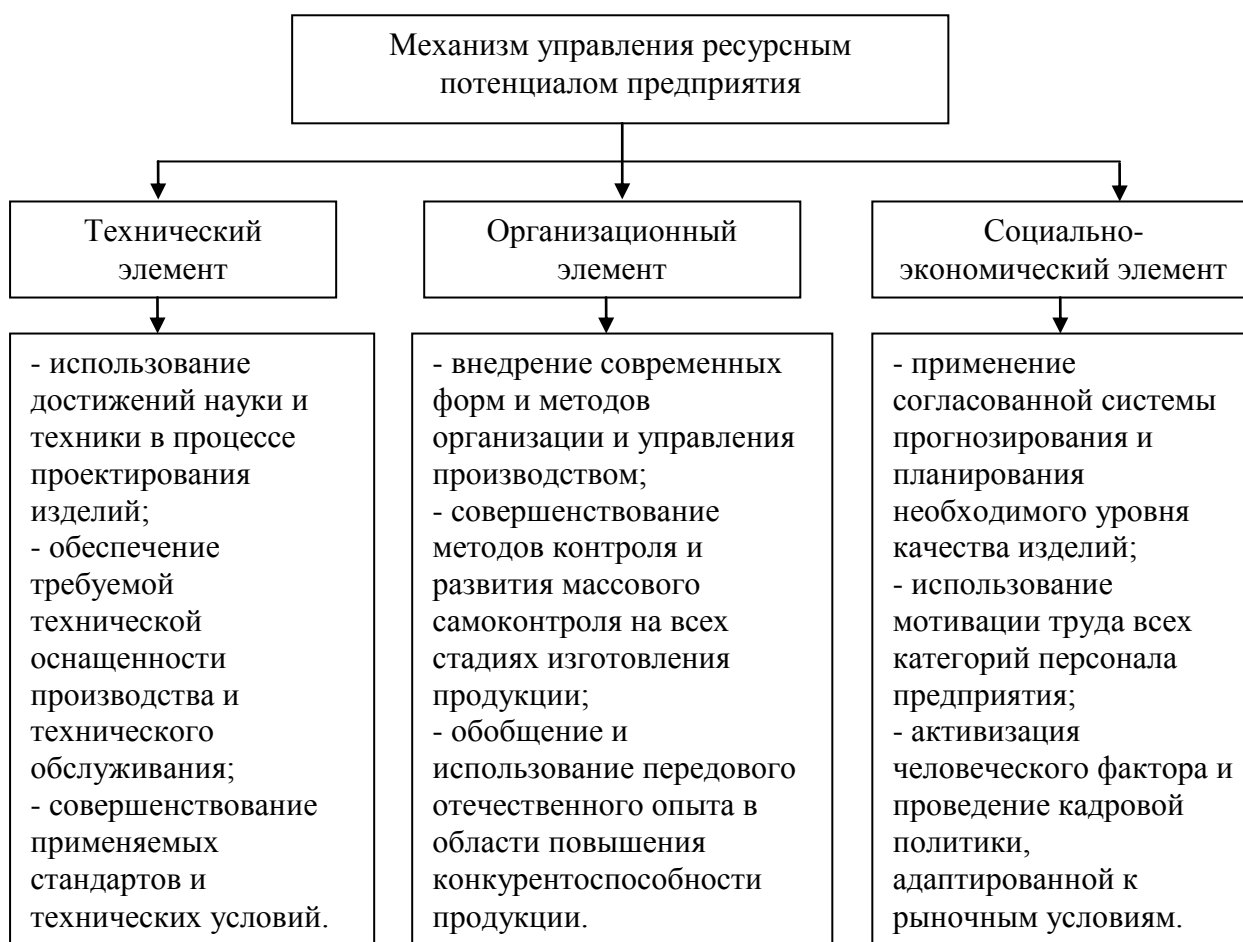 Механизм управления ресурсным
потенциалом предприятия
Технический
элемент
Организационный
элемент
Социально-
экономический элемент
- использование
достижений науки и
техники в процессе
проектирования
изделий;
- обеспечение
требуемой
технической
оснащенности
производства и
технического
обслуживания;
- совершенствование
применяемых
стандартов и
технических условий.
- внедрение современных
форм и методов
организации и управления
производством;
- совершенствование
методов контроля и
развития массового
самоконтроля на всех
стадиях изготовления
продукции;
- обобщение и
использование передового
отечественного опыта в
области повышения
конкурентоспособности
продукции.
- применение
согласованной системы
прогнозирования и
планирования
необходимого уровня
качества изделий;
- использование
мотивации труда всех
категорий персонала
предприятия;
- активизация
человеческого фактора и
проведение кадровой
политики,
адаптированной к
рыночным условиям.